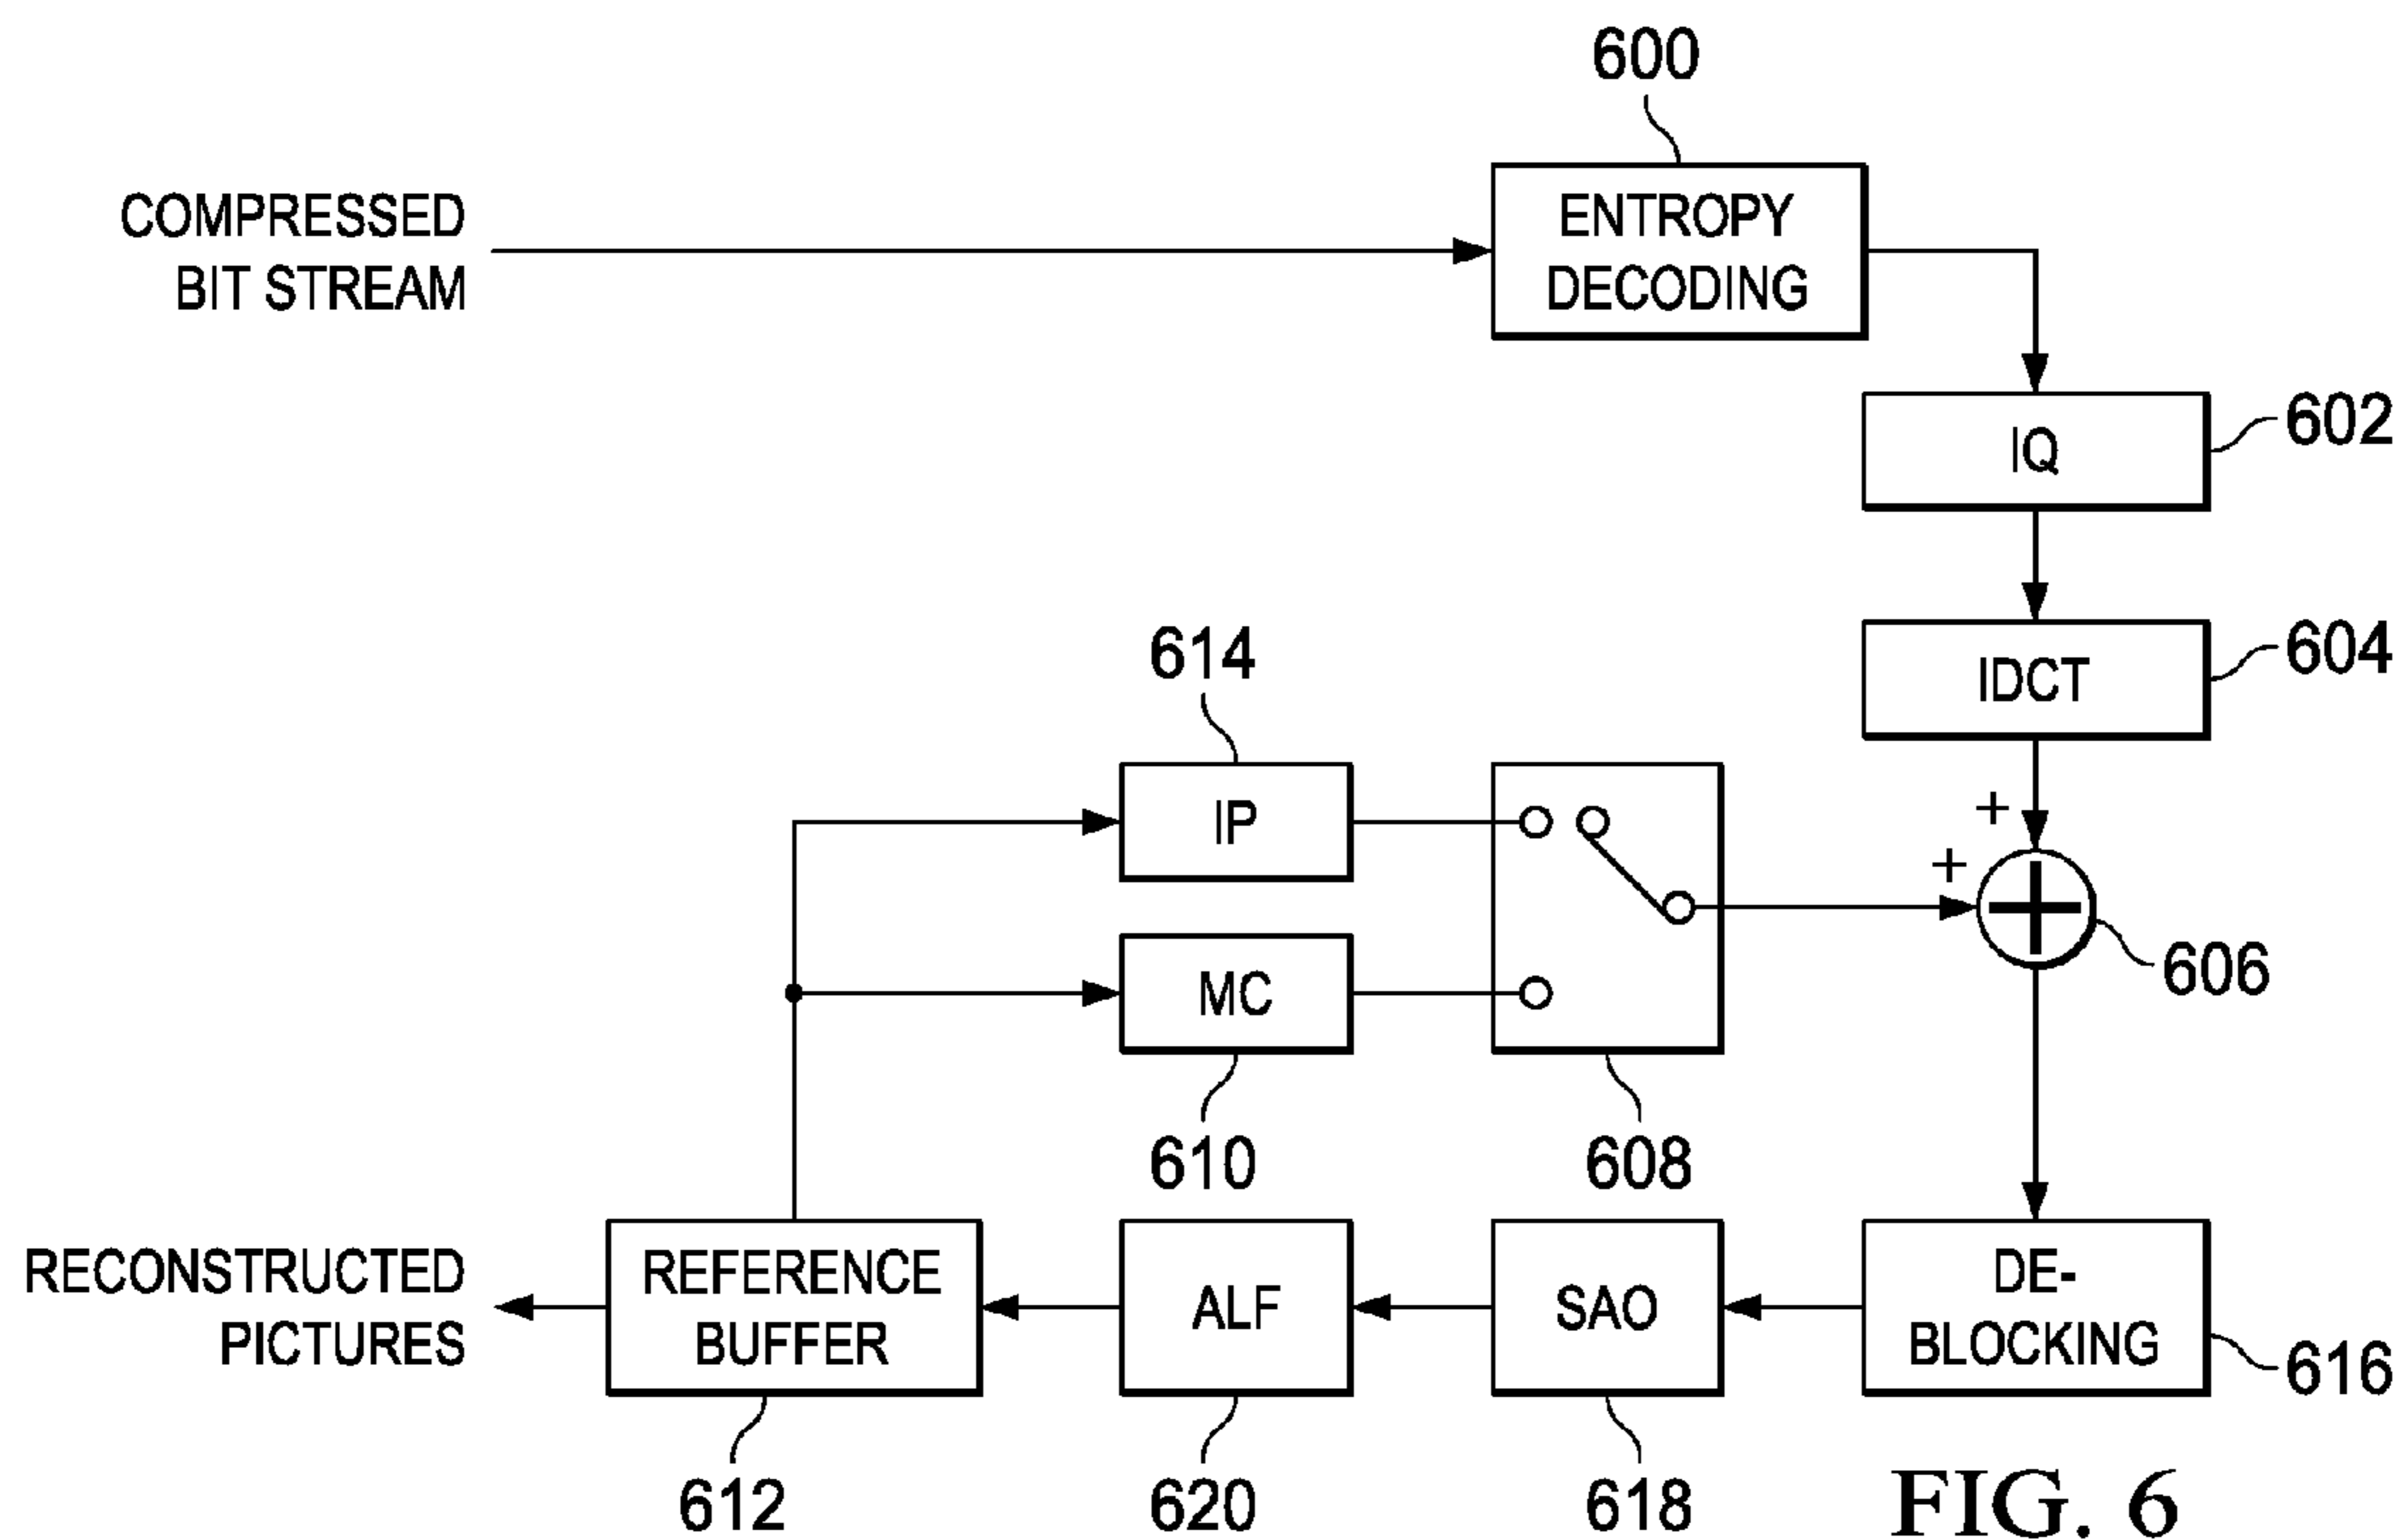 600
COMPRESSED
BIT STREAM
ENTROPY
DECODING
IQ
602
IDCT
604
614
IP
+
+
606
MC
610
608
RECONSTRUCTED
PICTURES
REFERENCE
BUFFER
ALF
SAO
DE-
BLOCKING
616
612
620
618
FIG. 6